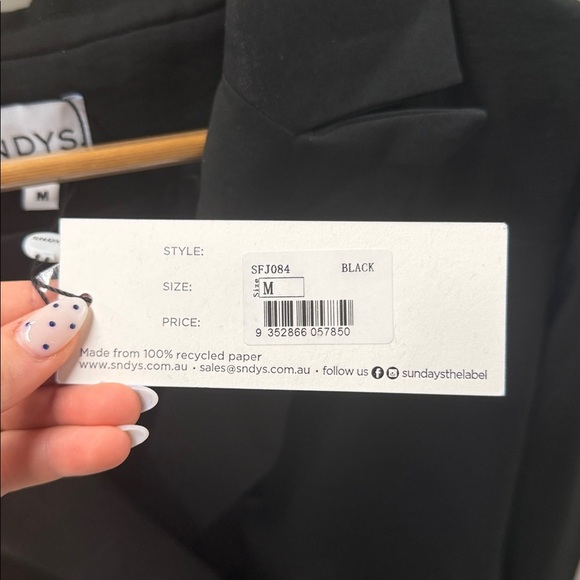 NDYS
M
STYLE:
SFJ084 BLACK
SIZE:
Size M
PRICE:
9 352866 057850
Made from 100% recycled paper
www.sndys.com.au • sales@sndys.com.au • follow us sundaysthelabel